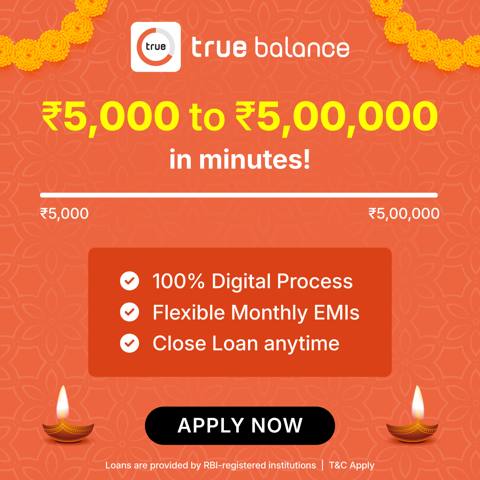 true true balance
₹5,000 to ₹5,00,000
in minutes!
₹5,000 ₹5,00,000
100% Digital Process
Flexible Monthly EMIs
Close Loan anytime
APPLY NOW
Loans are provided by RBI-registered institutions | T&C Apply